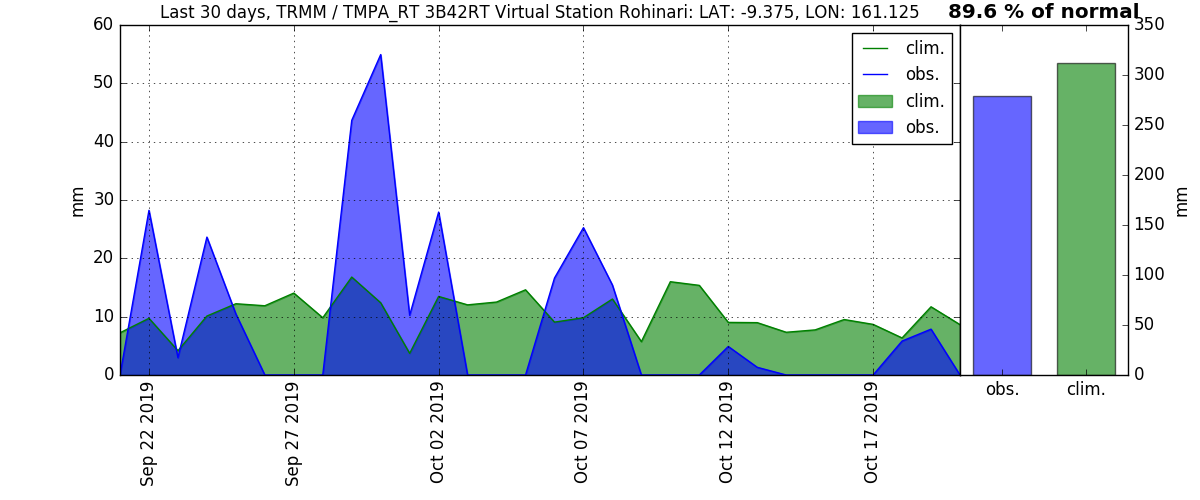 Last 30 days, TRMM / TMPA_RT 3B42RT Virtual Station Rohinari: LAT: -9.375, LON: 161.125
89.6 % of normal
60
50
40
30
20
10
0
mm
clim.
obs.
clim.
obs.
350
300
250
200
150
100
50
0
mm
Sep 22 2019
Sep 27 2019
Oct 02 2019
Oct 07 2019
Oct 12 2019
Oct 17 2019
obs.
clim.